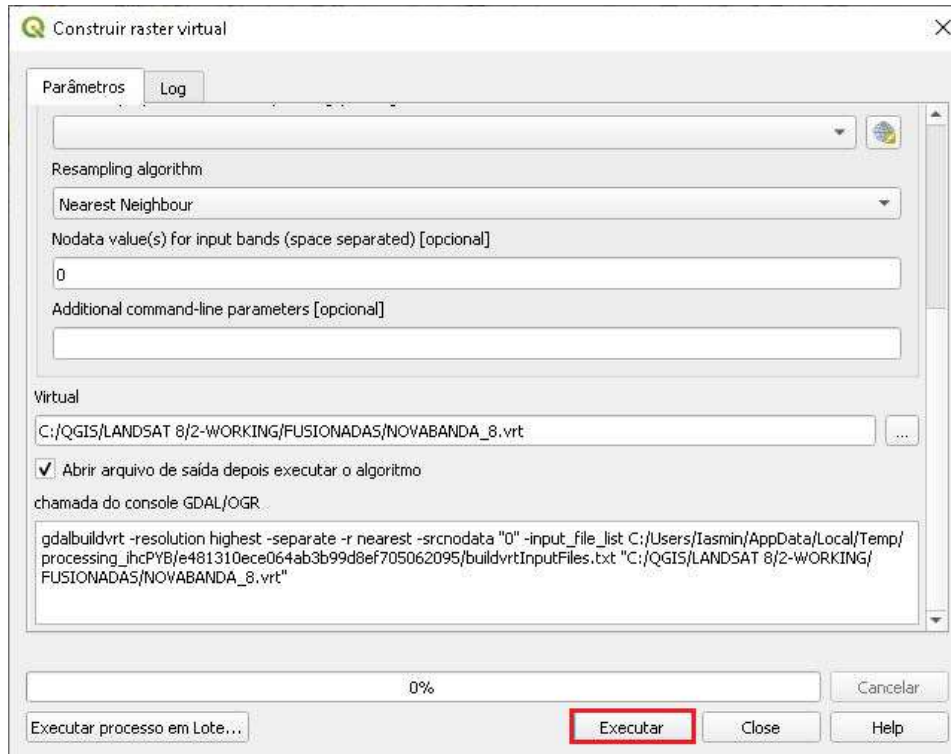 Construir raster virtual
Parâmetros
Log
Resampling algorithm
Nearest Neighbour
Nodata value(s) for input bands (space separated) [opcional]
0
Additional command-line parameters [opcional]
Virtual
C:/QGIS/LANDSAT 8/2-WORKING/FUSIONADAS/NOVABANDA_8.vrt
...
Abrir arquivo de saída depois executar o algoritmo
chamada do console GDAL/OGR
gdalbuildvrt -resolution highest -separate -r nearest -srcnodata "0" -input_file_list C:/Users/Iasmin/AppData/Local/Temp/
processing_ihcPYB/e481310ece064ab3b99d8ef705062095/buildvrtInputFiles.txt "C:/QGIS/LANDSAT 8/2-WORKING/
FUSIONADAS/NOVABANDA_8.vrt"
0%
Cancelar
Executar processo em Lote...
Executar
Close
Help